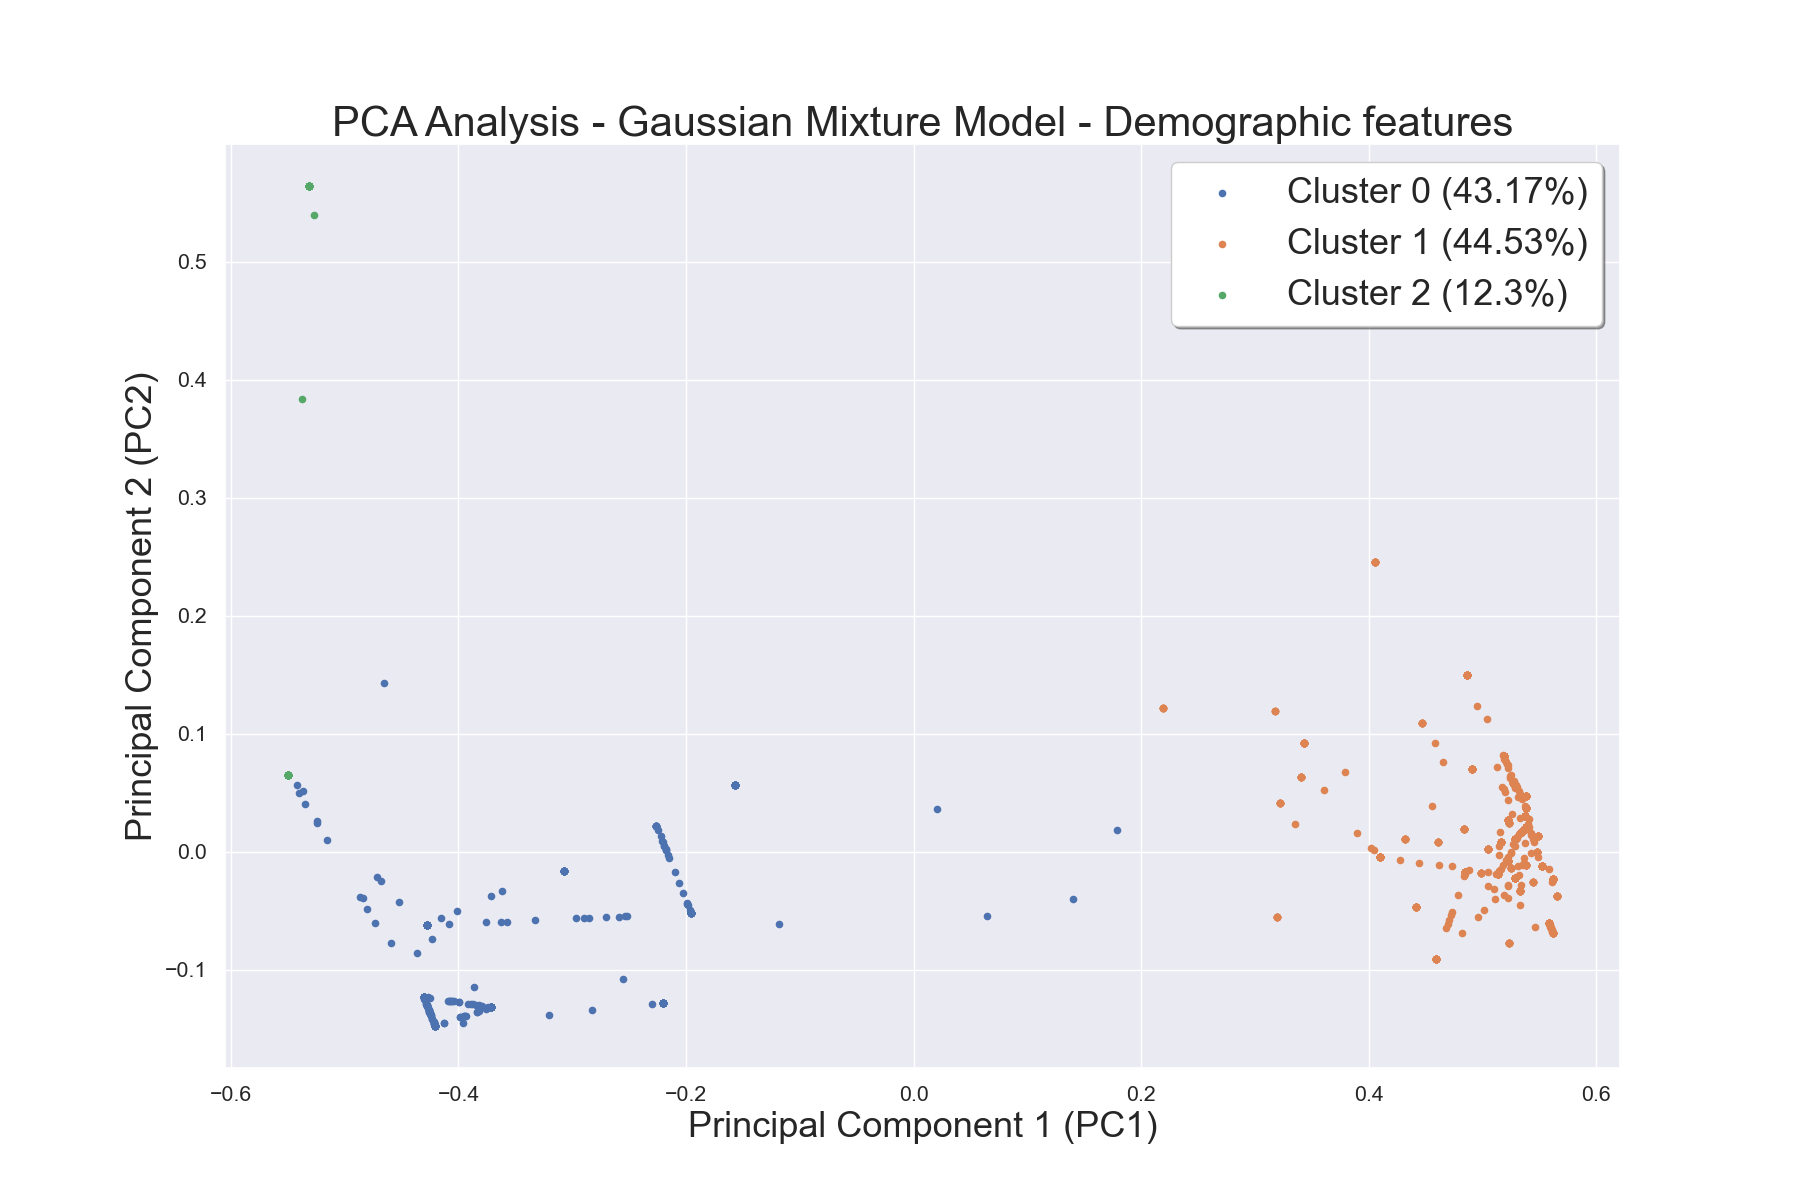 PCA Analysis - Gaussian Mixture Model - Demographic features
Cluster 0 (43.17%)
Cluster 1 (44.53%)
Cluster 2 (12.3%)
Principal Component 2 (PC2)
0.5
0.4
0.3
0.2
0.1
0.0
−0.1
−0.6 −0.4 −0.2 0.0 0.2 0.4 0.6
Principal Component 1 (PC1)